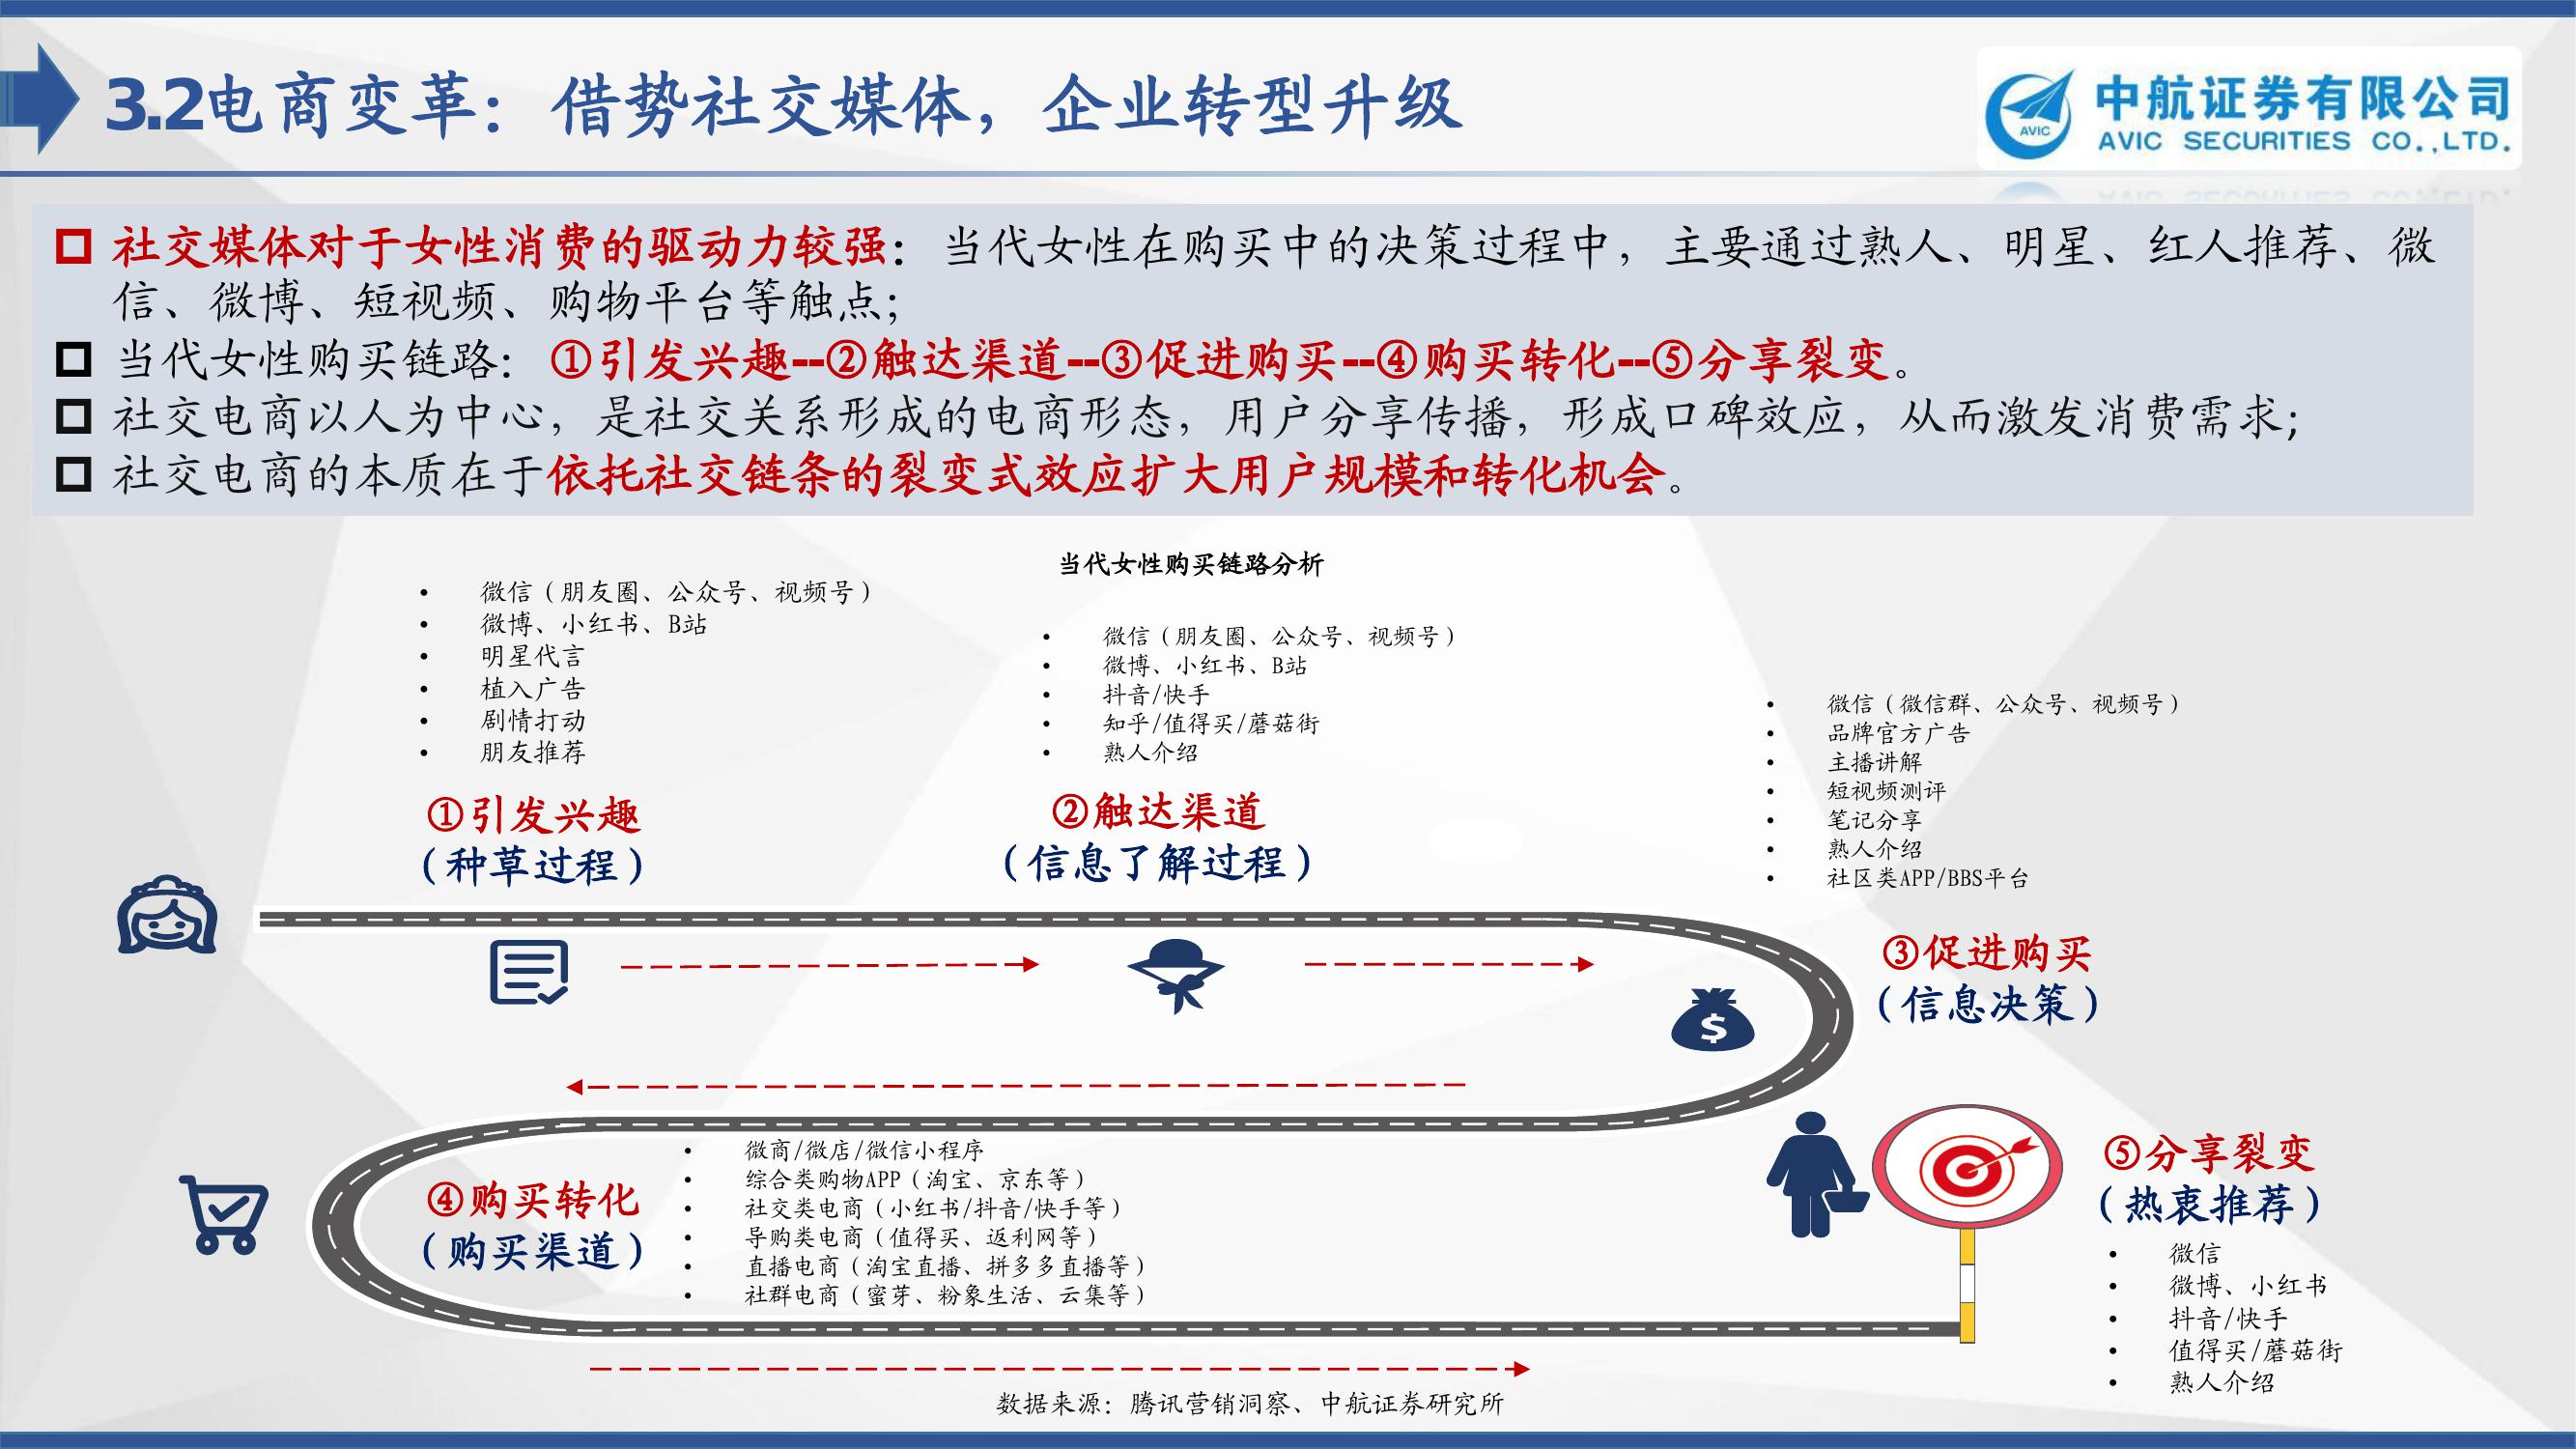 3.2电商变革：借势社交媒体，企业转型升级
AVIC
中航证券有限公司
AVIC SECURITIES CO.,LTD.
社交媒体对于女性消费的驱动力较强：当代女性在购买中的决策过程中，主要通过熟人、明星、红人推荐、微
信、微博、短视频、购物平台等触点；
当代女性购买链路：①引发兴趣--②触达渠道--③促进购买--④购买转化--⑤分享裂变。
社交电商以人为中心，是社交关系形成的电商形态，用户分享传播，形成口碑效应，从而激发消费需求；
社交电商的本质在于依托社交链条的裂变式效应扩大用户规模和转化机会。
当代女性购买链路分析
• 微信（朋友圈、公众号、视频号）
• 微博、小红书、B站
• 明星代言
• 植入广告
• 剧情打动
• 朋友推荐
①引发兴趣
（种草过程）
• 微信（朋友圈、公众号、视频号）
• 微博、小红书、B站
• 抖音/快手
• 知乎/值得买/蘑菇街
• 熟人介绍
②触达渠道
（信息了解过程）
• 微信（微信群、公众号、视频号）
• 品牌官方广告
• 主播讲解
• 短视频测评
• 笔记分享
• 熟人介绍
• 社区类APP/BBS平台
③促进购买
（信息决策）
$
④购买转化
（购买渠道）
• 微商/微店/微信小程序
• 综合类购物APP（淘宝、京东等）
• 社交类电商（小红书/抖音/快手等）
• 导购类电商（值得买、返利网等）
• 直播电商（淘宝直播、拼多多直播等）
• 社群电商（蜜芽、粉象生活、云集等）
⑤分享裂变
（热衷推荐）
• 微信
• 微博、小红书
• 抖音/快手
• 值得买/蘑菇街
• 熟人介绍
数据来源：腾讯营销洞察、中航证券研究所